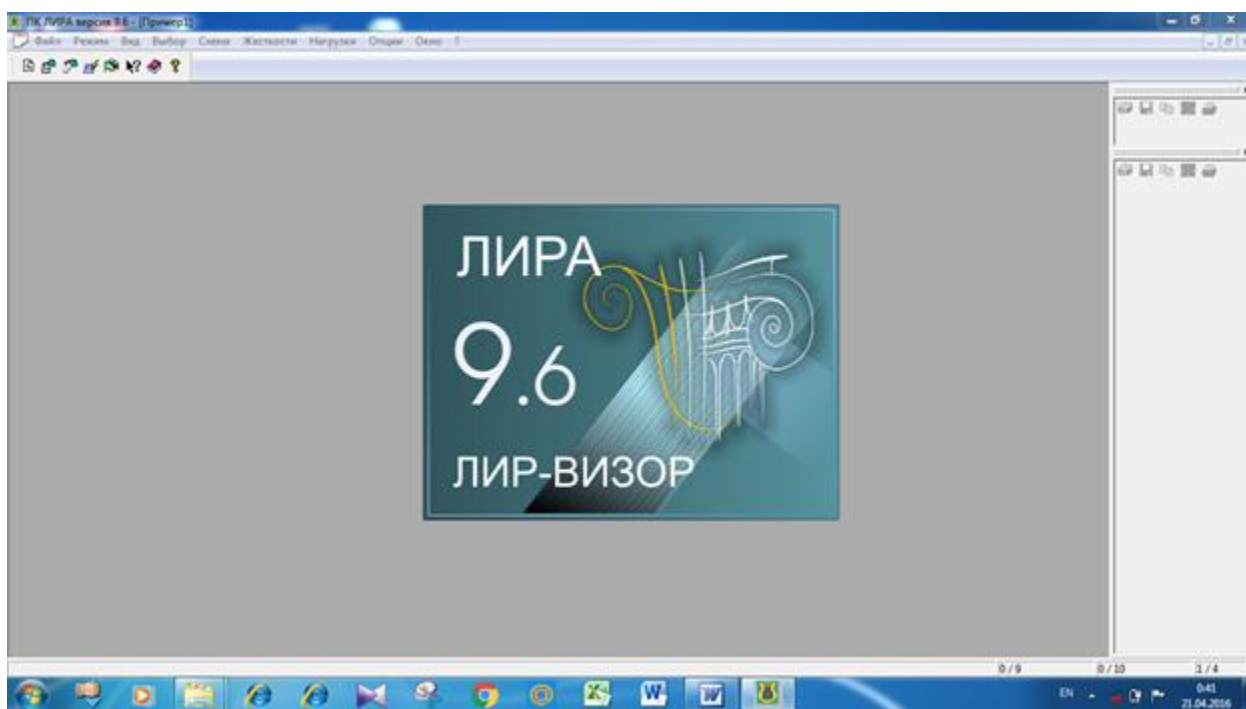 ПК ЛИРА версия 9.6 - [Пример1]
Файл Режим Вид Выбор Схема Жесткости Нагрузки Опции Окно ?
ЛИРА
9.6
ЛИР-ВИЗОР
0 / 9 0 / 10 1 / 4
EN 0:41
21.04.2016